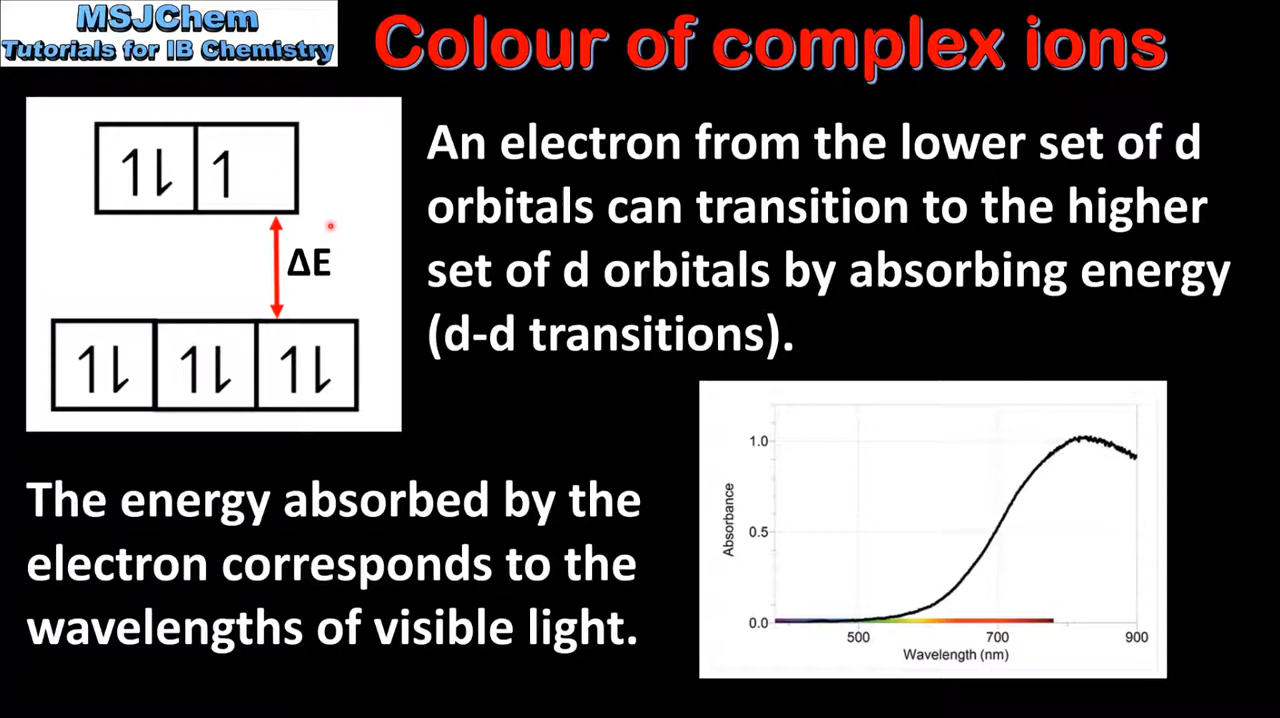 MSJChem
Tutorials for IB Chemistry
Colour of complex ions
1⇂ 1
ΔE
1⇂ 1⇂ 1⇂
An electron from the lower set of d
orbitals can transition to the higher
set of d orbitals by absorbing energy
(d-d transitions).
The energy absorbed by the
electron corresponds to the
wavelengths of visible light.
1.0
0.5
0.0
Absorbance
500 700 900
Wavelength (nm)